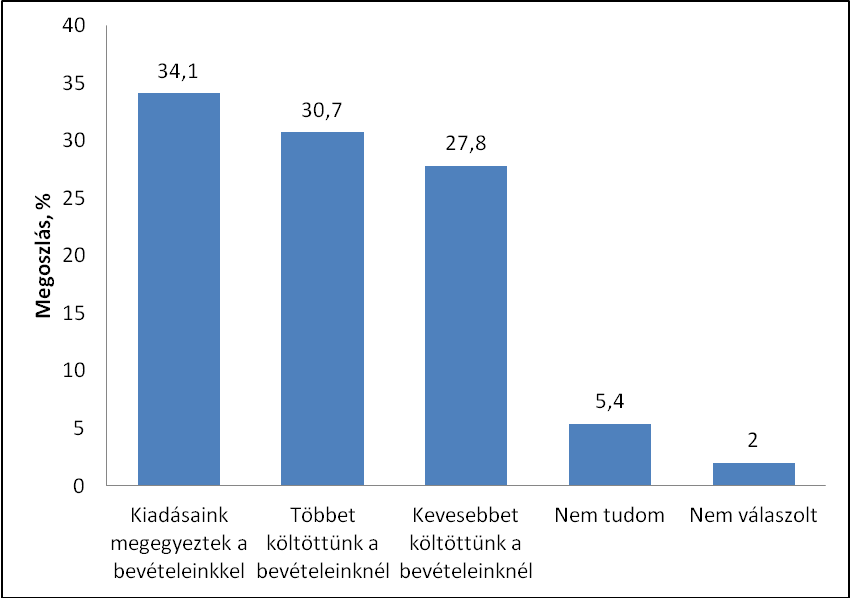 Megoszlás, %
40
35
30
25
20
15
10
5
0
34,1
30,7
27,8
5,4
2
Kiadásaink
megegyeztek a
bevételeinkkel
Többet
költöttünk a
bevételeinknél
Kevesebbet
költöttünk a
bevételeinknél
Nem tudom
Nem válaszolt